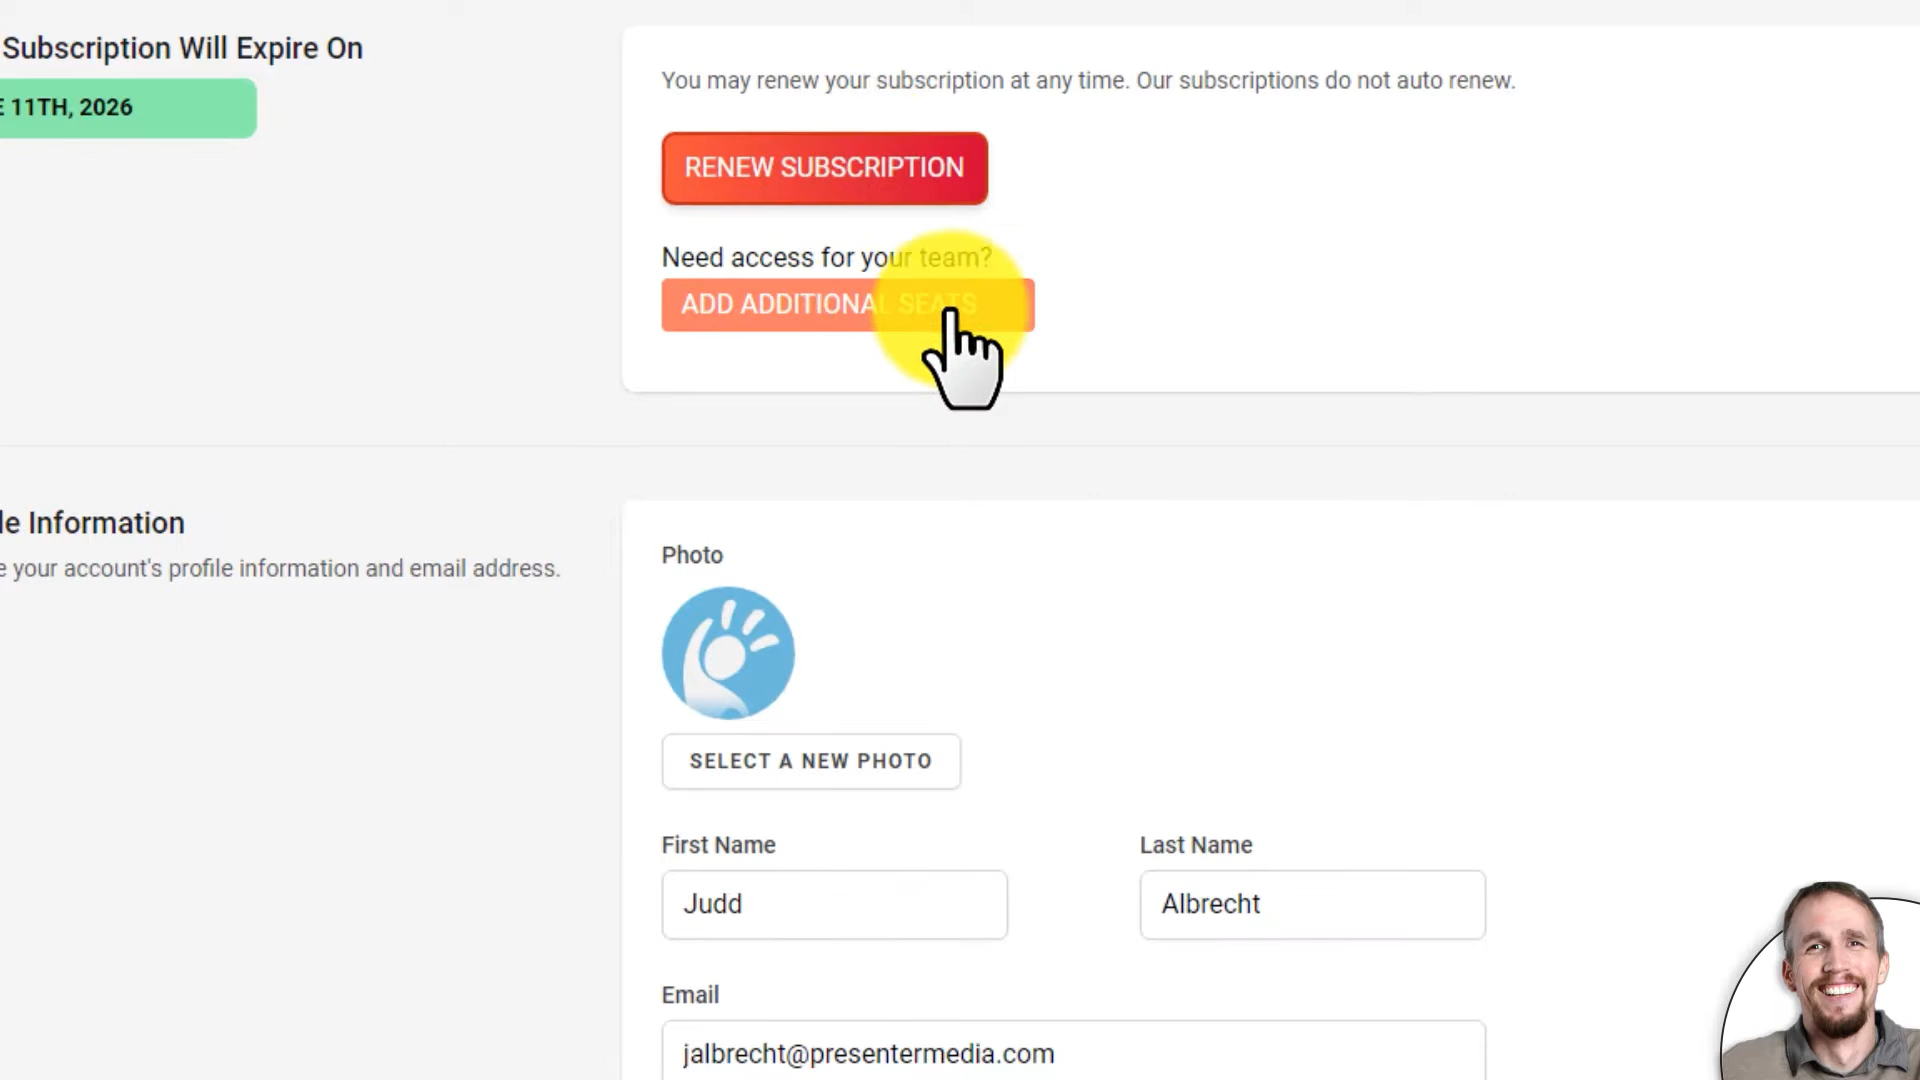 Subscription Will Expire On
E 11TH, 2026
You may renew your subscription at any time. Our subscriptions do not auto renew.
RENEW SUBSCRIPTION
Need access for your team?
ADD ADDITIONAL SEATS
le Information
e your account's profile information and email address.
Photo
SELECT A NEW PHOTO
First Name
Last Name
Judd
Albrecht
Email
jalbrecht@presentermedia.com